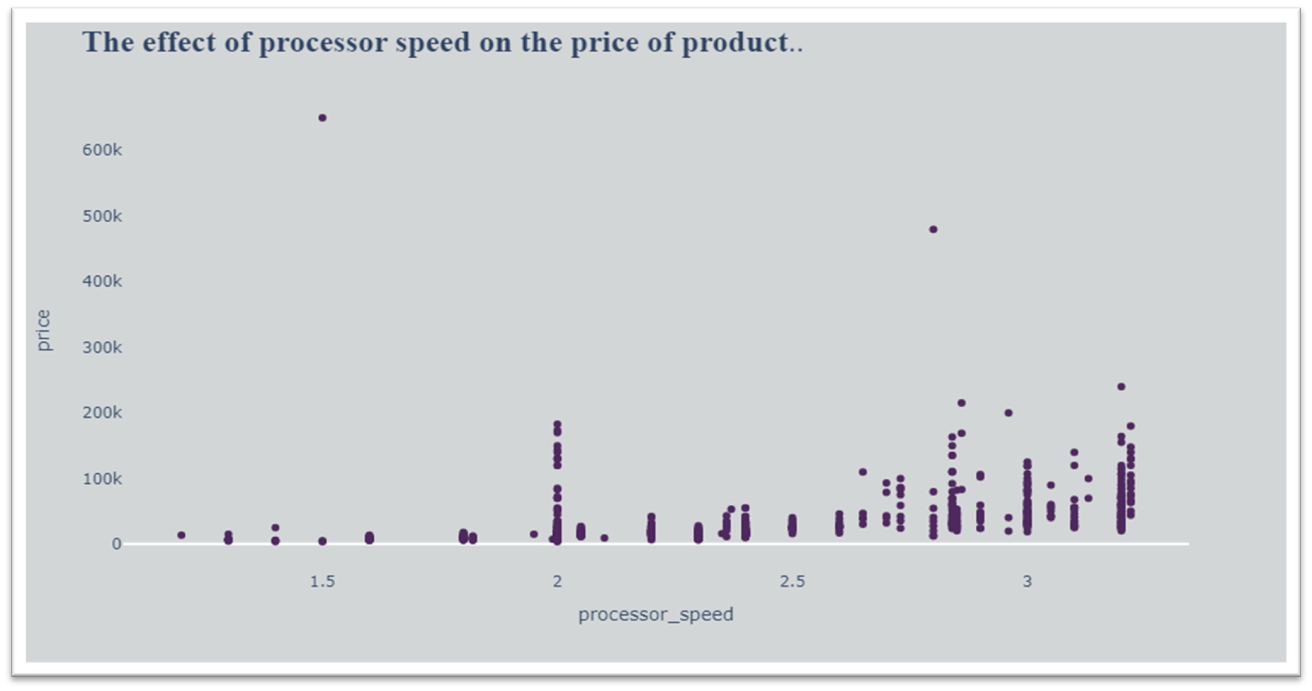 The effect of processor speed on the price of product..
600k
500k
400k
300k
200k
100k
0
price
1.5
2
2.5
3
processor_speed